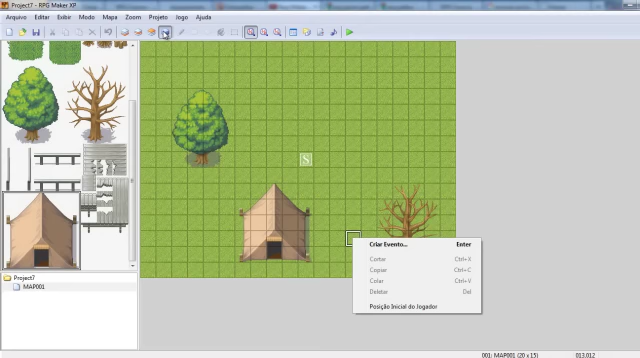 Project7 - RPG Maker XP
Arquivo Editar Exibir Modo Mapa Zoom Projeto Jogo Ajuda
S
Criar Evento... Enter
Cortar Ctrl+X
Copiar Ctrl+C
Colar Ctrl+V
Deletar Del
Posição Inicial do Jogador
Project7
MAP001
001: MAP001 (20 x 15) 013.012